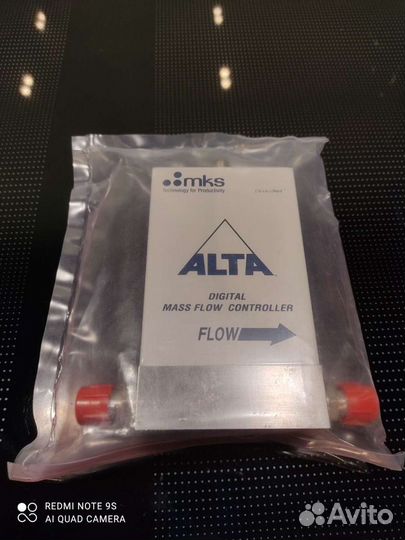 mks
Technology for Productivity
ALTA
DIGITAL
MASS FLOW CONTROLLER
FLOW
REDMI NOTE 9S
AI QUAD CAMERA
Avito